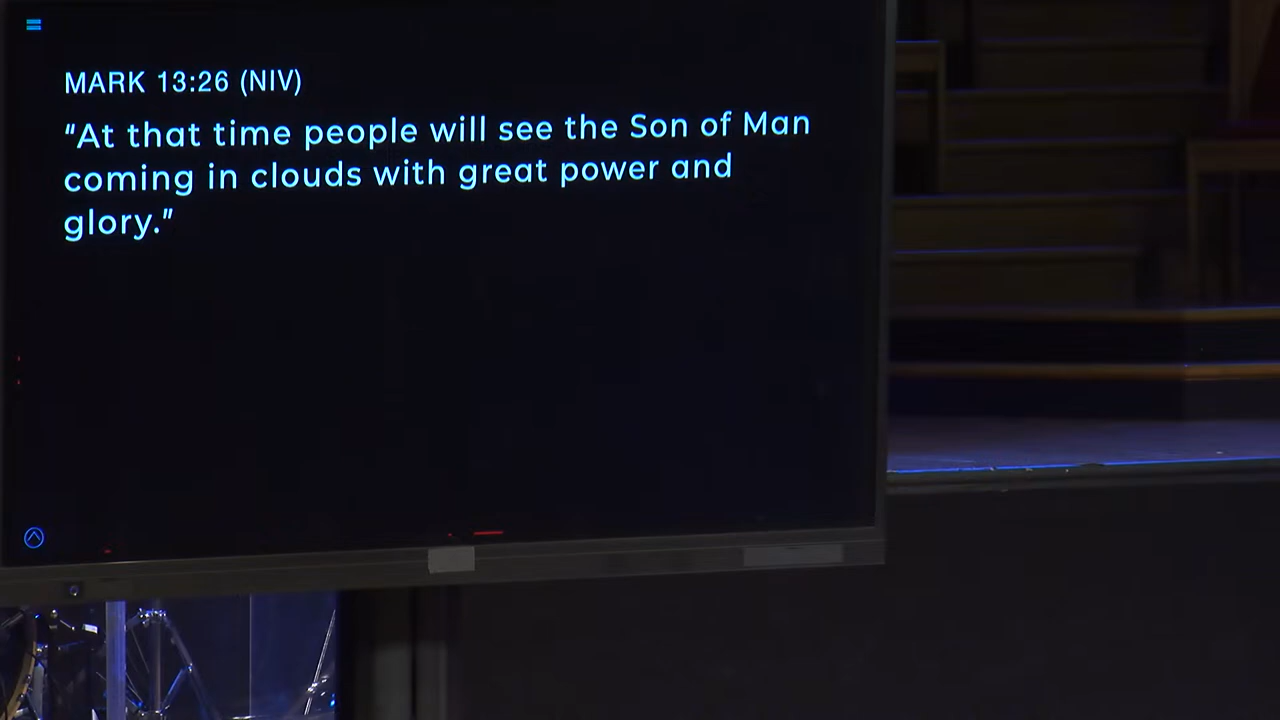 MARK 13:26 (NIV)
"At that time people will see the Son of Man
coming in clouds with great power and
glory."